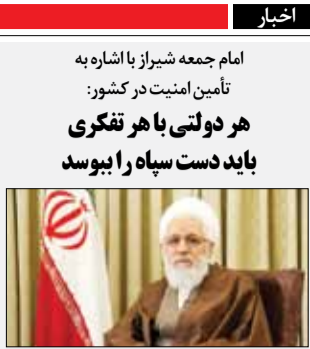 اخبار
امام جمعه شیراز با اشاره به
تأمین امنیت در کشور:
هر دولتی با هر تفکری
باید دست سپاه را ببوسد